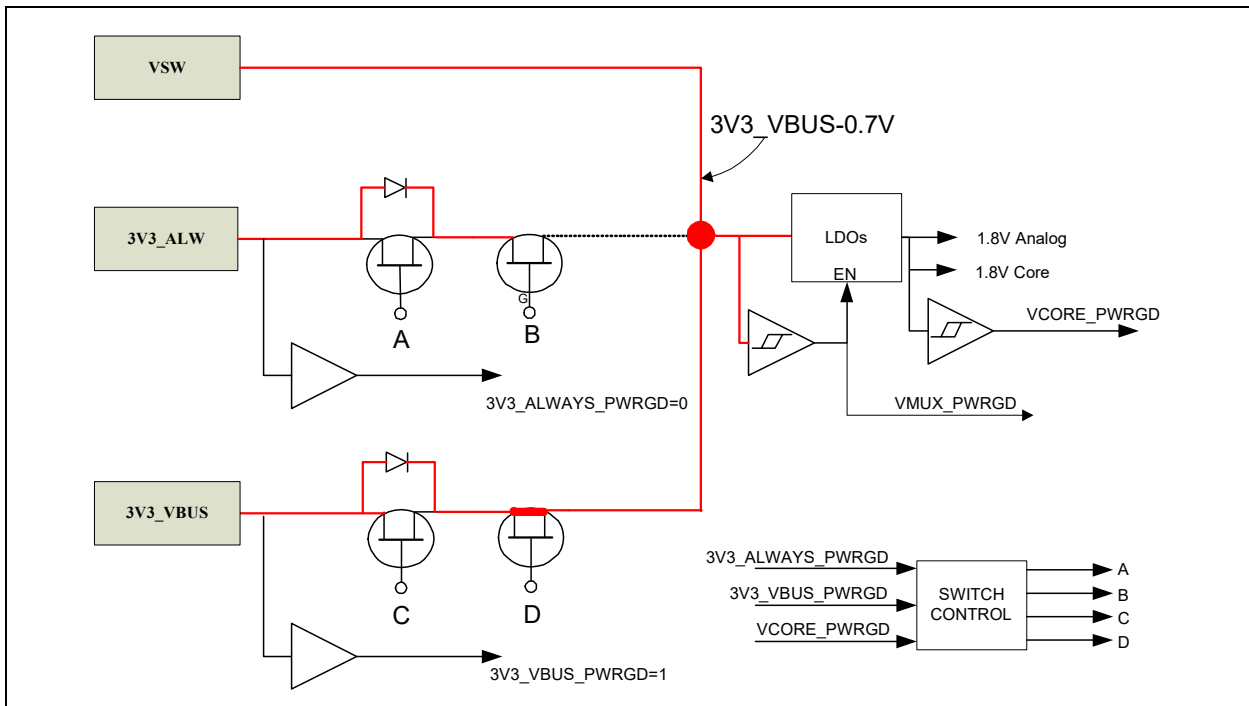 VSW
3V3_VBUS-0.7V
3V3_ALW
LDOs
EN
1.8V Analog
1.8V Core
G
A
B
VCORE_PWRGD
3V3_ALWAYS_PWRGD=0
VMUX_PWRGD
3V3_VBUS
C
D
3V3_VBUS_PWRGD=1
3V3_ALWAYS_PWRGD
3V3_VBUS_PWRGD
VCORE_PWRGD
SWITCH
CONTROL
A
B
C
D